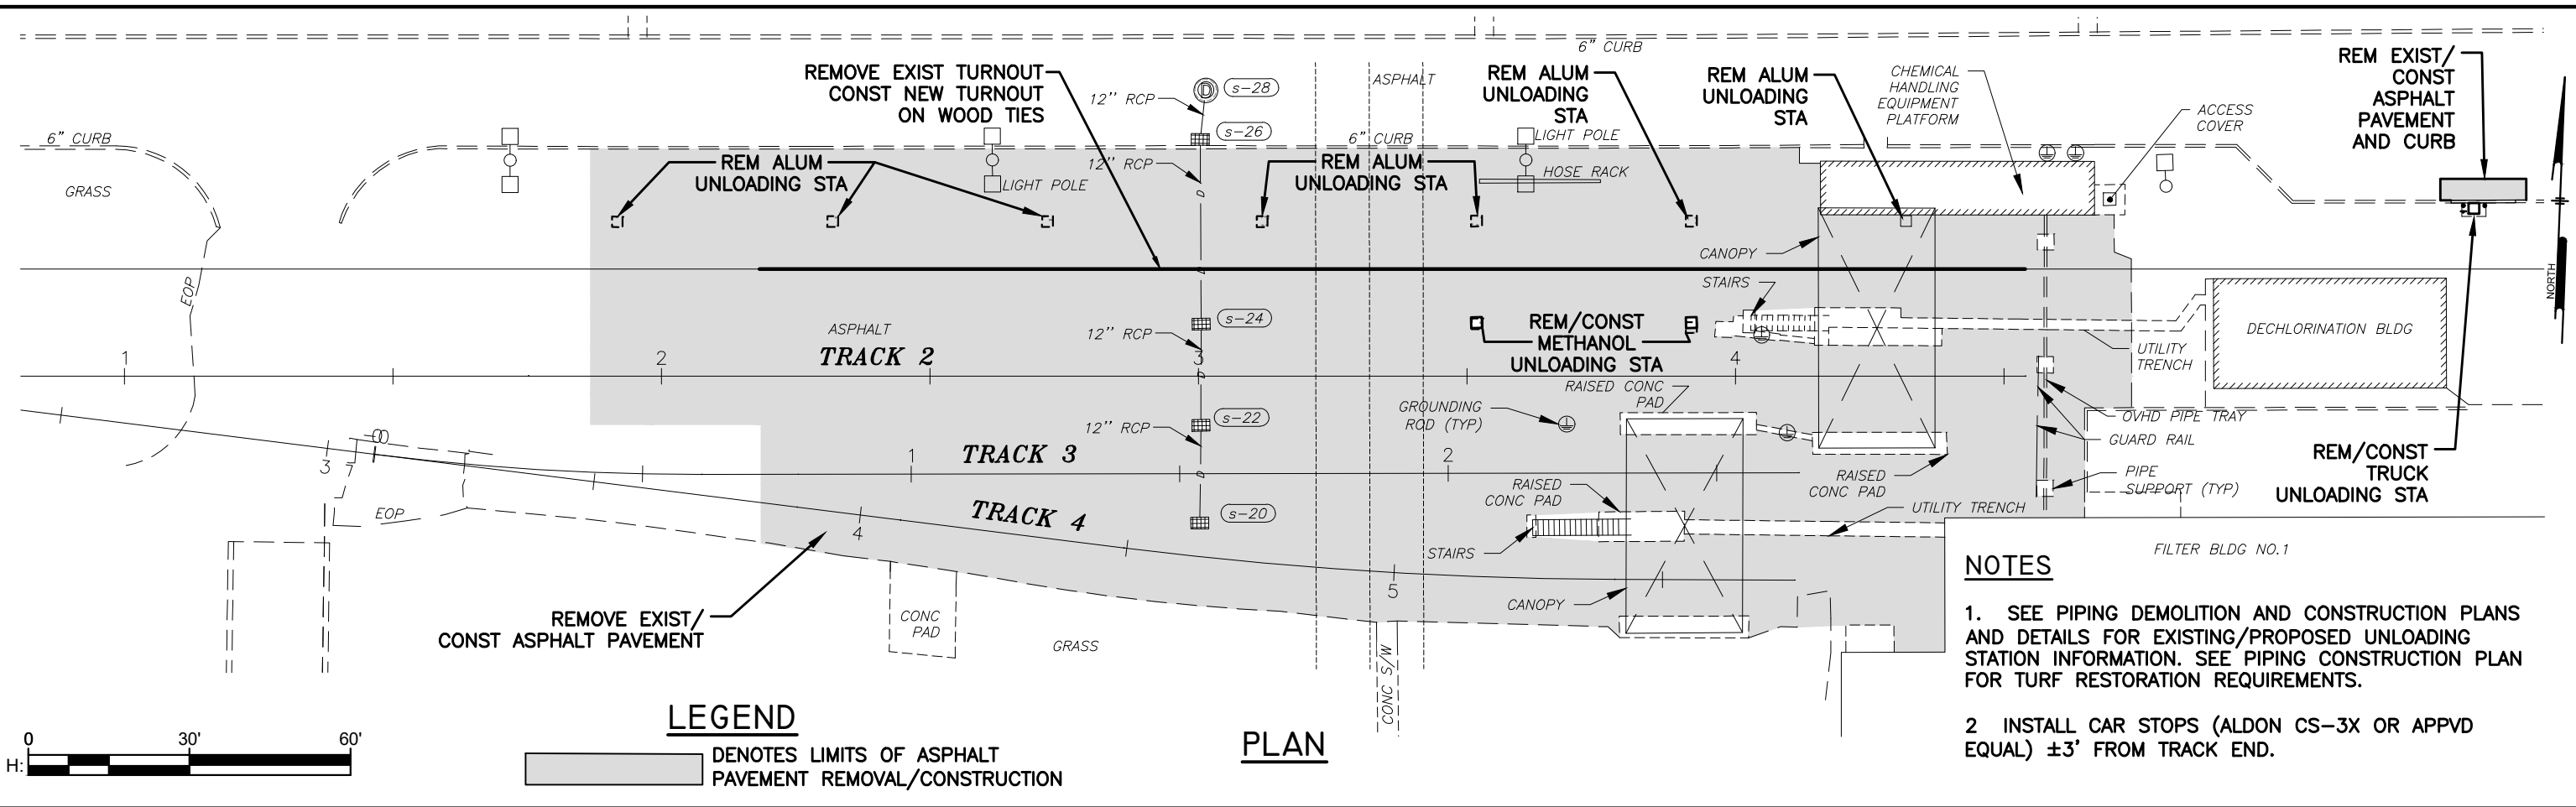 6" CURB
REMOVE EXIST TURNOUT
CONST NEW TURNOUT
ON WOOD TIES
12" RCP
D
s-28
ASPHALT
REM ALUM
UNLOADING
STA
REM ALUM
UNLOADING
STA
CHEMICAL
HANDLING
EQUIPMENT
PLATFORM
ACCESS
COVER
REM EXIST/
CONST
ASPHALT
PAVEMENT
AND CURB
6" CURB
s-26
6" CURB
LIGHT POLE
GRASS
REM ALUM
UNLOADING STA
LIGHT POLE
12" RCP
D
REM ALUM
UNLOADING STA
HOSE RACK
CANOPY
EOP
D
STAIRS
NORTH
ASPHALT
TRACK 2
12" RCP
s-24
REM/CONST
METHANOL
UNLOADING STA
DECHLORINATION BLDG
UTILITY
TRENCH
1
2
3
4
D
RAISED CONC
PAD
GROUNDING
ROD (TYP)
OVHD PIPE TRAY
GUARD RAIL
12" RCP
s-22
TRACK 3
3
0
0
1
2
D
RAISED
CONC PAD
RAISED
CONC PAD
PIPE
SUPPORT (TYP)
REM/CONST
TRUCK
UNLOADING STA
EOP
TRACK 4
4
s-20
UTILITY TRENCH
STAIRS
FILTER BLDG NO.1
5
REMOVE EXIST/
CONST ASPHALT PAVEMENT
CONC
PAD
GRASS
CONC S/W
CANOPY
NOTES
1. SEE PIPING DEMOLITION AND CONSTRUCTION PLANS
AND DETAILS FOR EXISTING/PROPOSED UNLOADING
STATION INFORMATION. SEE PIPING CONSTRUCTION PLAN
FOR TURF RESTORATION REQUIREMENTS.
2 INSTALL CAR STOPS (ALDON CS-3X OR APPVD
EQUAL) ±3' FROM TRACK END.
LEGEND
DENOTES LIMITS OF ASPHALT
PAVEMENT REMOVAL/CONSTRUCTION
PLAN
0 30' 60'
H: